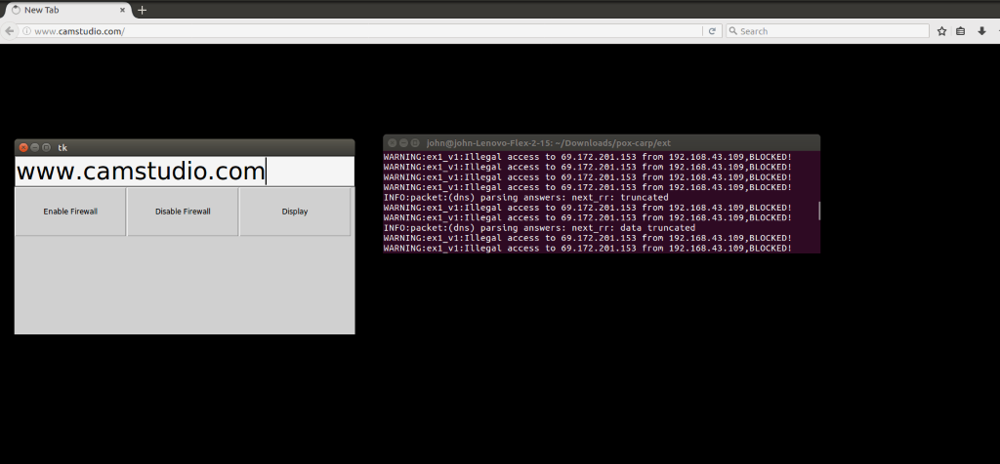 New Tab
www.camstudio.com/
Search
tk
www.camstudio.com
Enable Firewall
Disable Firewall
Display
john@john-Lenovo-Flex-2-15: ~/Downloads/pox-carp/ext
WARNING:ex1_v1:Illegal access to 69.172.201.153 from 192.168.43.109,BLOCKED!
WARNING:ex1_v1:Illegal access to 69.172.201.153 from 192.168.43.109,BLOCKED!
WARNING:ex1_v1:Illegal access to 69.172.201.153 from 192.168.43.109,BLOCKED!
WARNING:ex1_v1:Illegal access to 69.172.201.153 from 192.168.43.109,BLOCKED!
INFO:packet:(dns) parsing answers: next_rr: truncated
WARNING:ex1_v1:Illegal access to 69.172.201.153 from 192.168.43.109,BLOCKED!
WARNING:ex1_v1:Illegal access to 69.172.201.153 from 192.168.43.109,BLOCKED!
INFO:packet:(dns) parsing answers: next_rr: data truncated
WARNING:ex1_v1:Illegal access to 69.172.201.153 from 192.168.43.109,BLOCKED!
WARNING:ex1_v1:Illegal access to 69.172.201.153 from 192.168.43.109,BLOCKED!